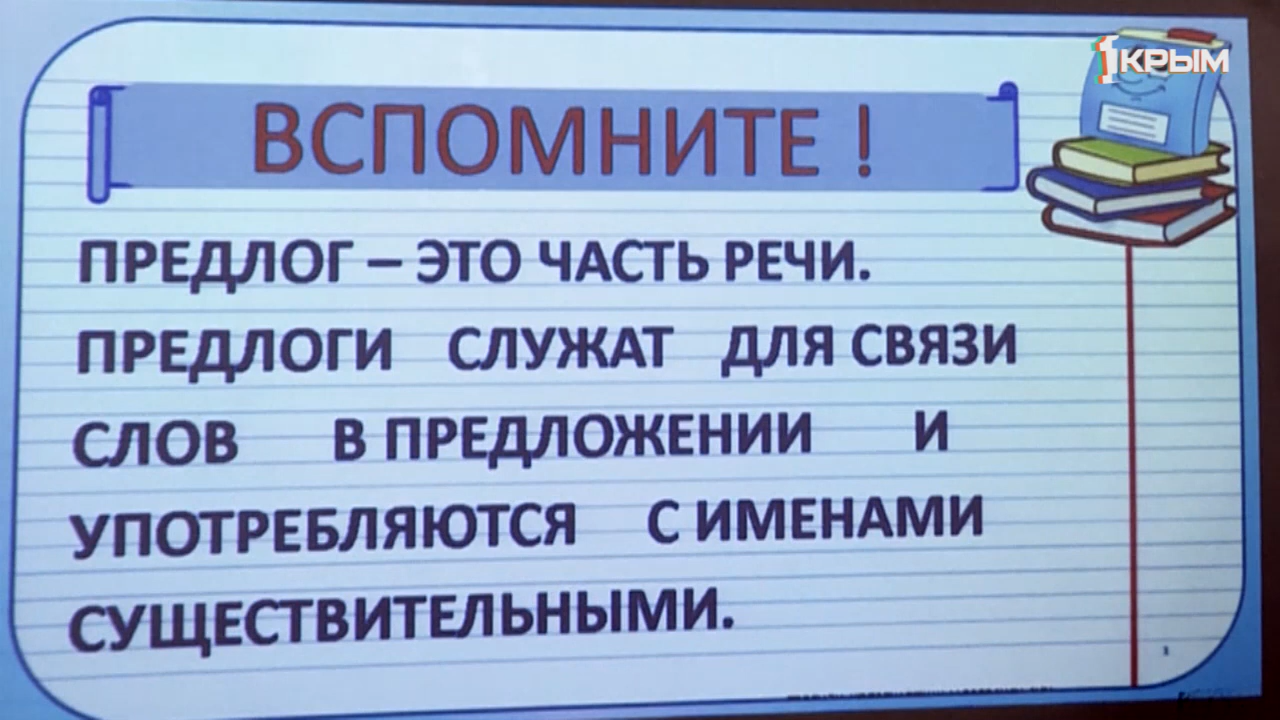 1КРЫМ
ВСПОМНИТЕ !
ПРЕДЛОГ – ЭТО ЧАСТЬ РЕЧИ.
ПРЕДЛОГИ СЛУЖАТ ДЛЯ СВЯЗИ
СЛОВ В ПРЕДЛОЖЕНИИ И
УПОТРЕБЛЯЮТСЯ С ИМЕНАМИ
СУЩЕСТВИТЕЛЬНЫМИ.